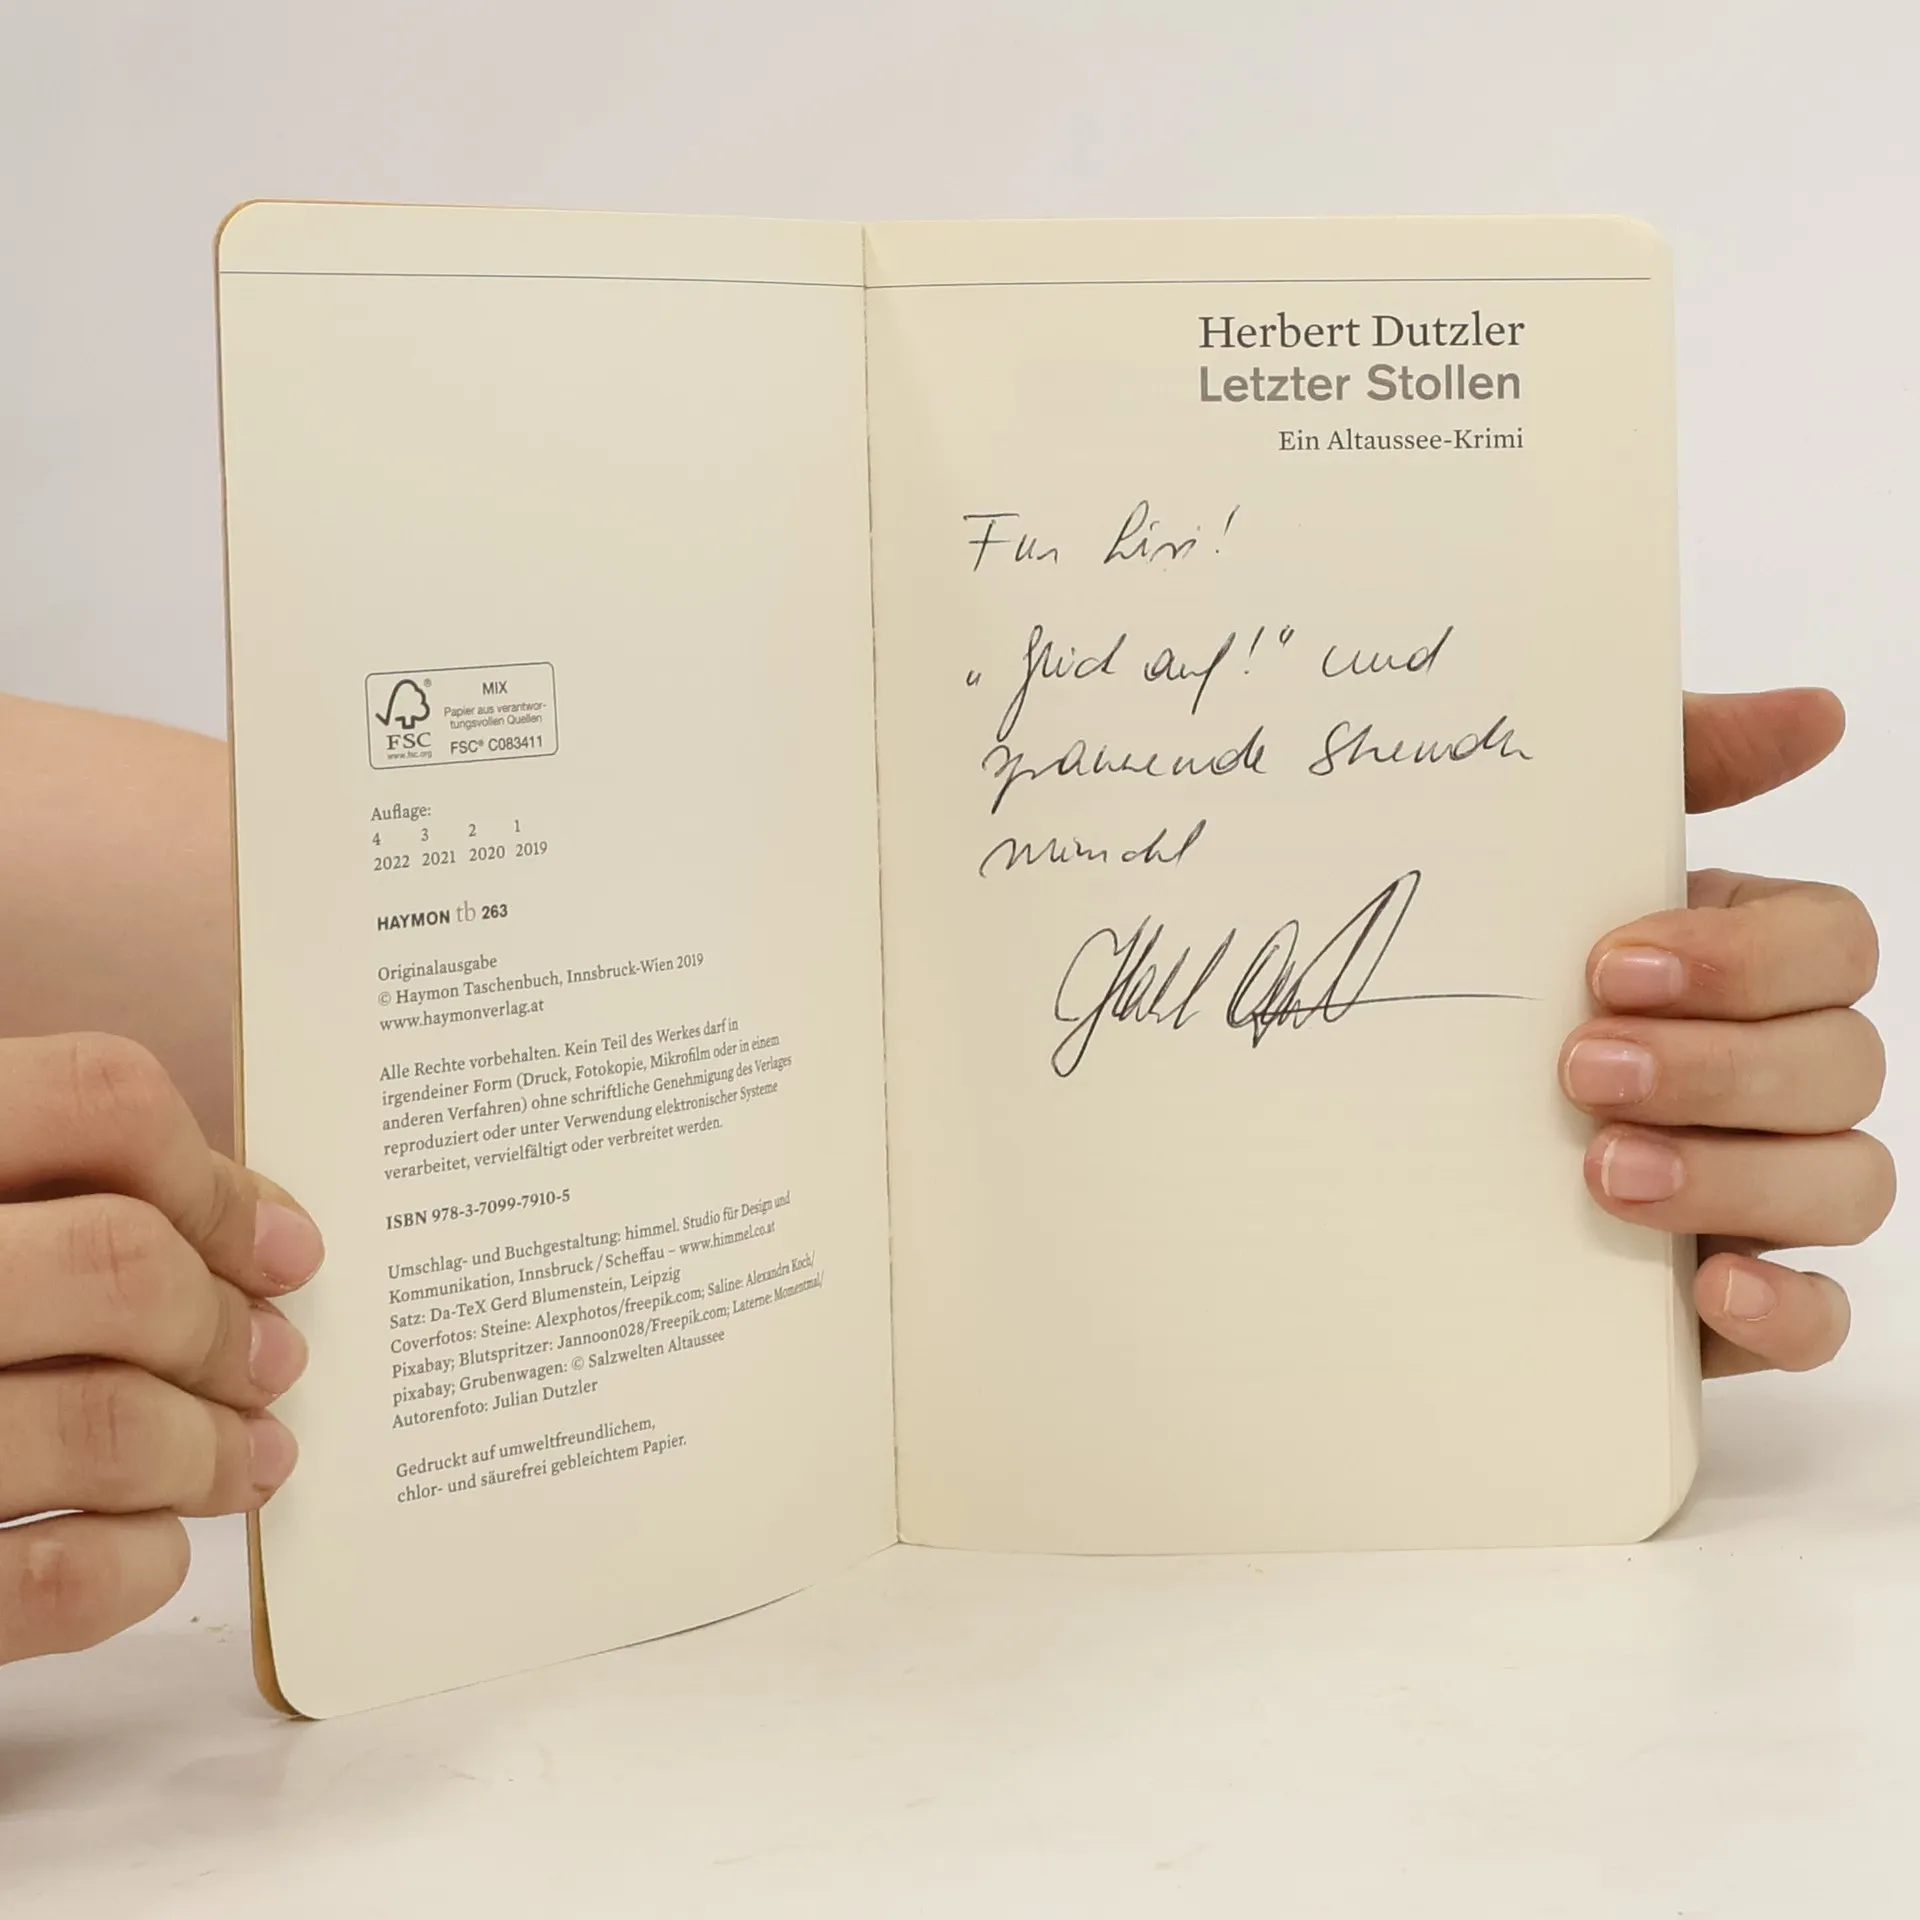 MIX
Papier aus verantwor-
tungsvollen Quellen
FSC® C083411
FSC
www.fsc.org
Auflage:
4 3 2 1
2022 2021 2020 2019
HAYMON tb 263
Originalausgabe
© Haymon Taschenbuch, Innsbruck-Wien 2019
www.haymonverlag.at
Alle Rechte vorbehalten. Kein Teil des Werkes darf in
irgendeiner Form (Druck, Fotokopie, Mikrofilm oder in einem
anderen Verfahren) ohne schriftliche Genehmigung des Verlages
reproduziert oder unter Verwendung elektronischer Systeme
verarbeitet, vervielfältigt oder verbreitet werden.
ISBN 978-3-7099-7910-5
Umschlag- und Buchgestaltung: himmel. Studio für Design und
Kommunikation, Innsbruck / Scheffau – www.himmel.co.at
Satz: Da-TeX Gerd Blumenstein, Leipzig
Coverfotos: Steine: Alexphotos/freepik.com; Saline: Alexandra Koch/
Pixabay; Blutspritzer: Jannoon028/Freepik.com; Laterne: Momentmal/
pixabay; Grubenwagen: © Salzwelten Altaussee
Autorenfoto: Julian Dutzler
Gedruckt auf umweltfreundlichem,
chlor- und säurefrei gebleichtem Papier.
Herbert Dutzler
Letzter Stollen
Ein Altaussee-Krimi
Für Lissi!
„Glück auf!“ und
spannende Stunden
wünscht